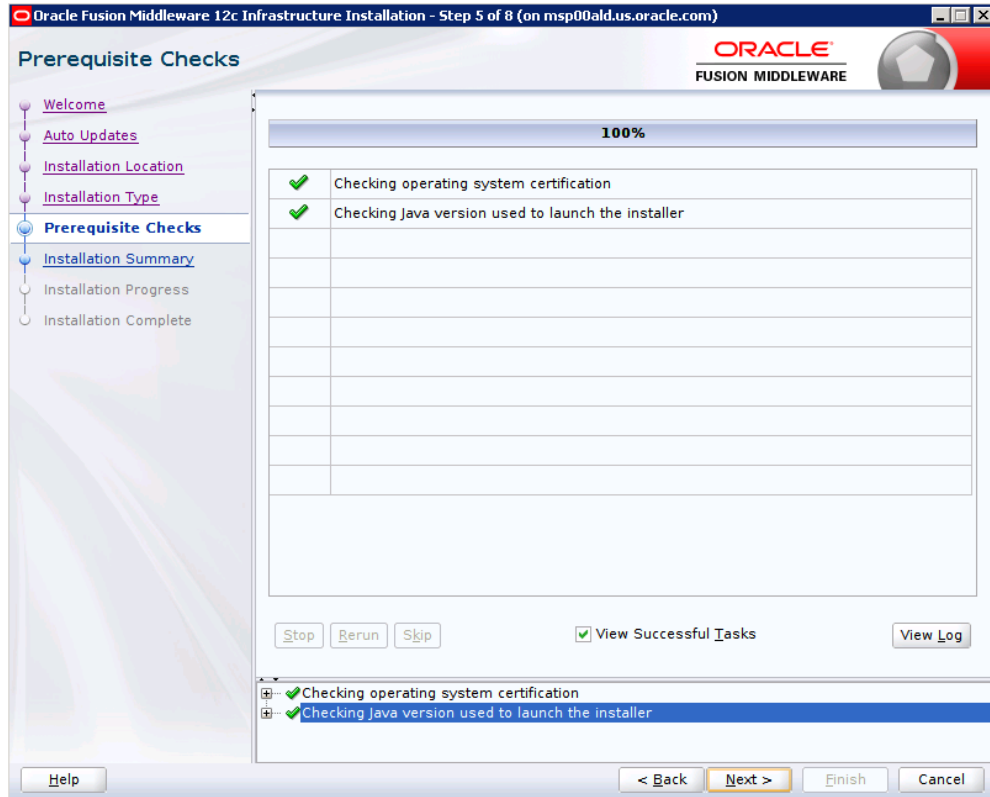 Oracle Fusion Middleware 12c Infrastructure Installation - Step 5 of 8 (on msp00ald.us.oracle.com)
Prerequisite Checks
ORACLE
FUSION MIDDLEWARE
Welcome
Auto Updates
Installation Location
Installation Type
Prerequisite Checks
Installation Summary
Installation Progress
Installation Complete
100%
Checking operating system certification
Checking Java version used to launch the installer
Stop Rerun Skip View Successful Tasks View Log
Checking operating system certification
Checking Java version used to launch the installer
Help < Back Next > Finish Cancel